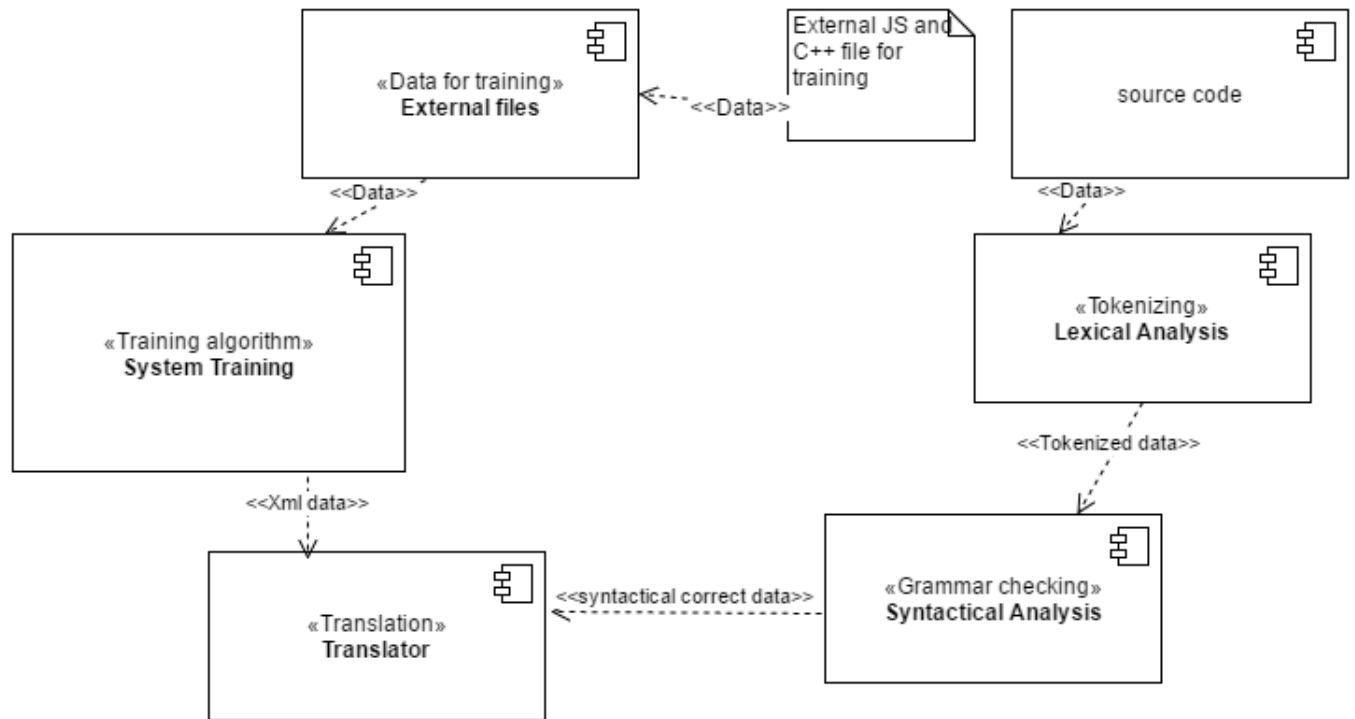 «Data for training»
External files
<<Data>>
External JS and
C++ file for
training
source code
<<Data>>
<<Data>>
«Training algorithm»
System Training
«Tokenizing»
Lexical Analysis
<<Tokenized data>>
<<Xml data>>
«Grammar checking»
Syntactical Analysis
<<syntactical correct data>>
«Translation»
Translator